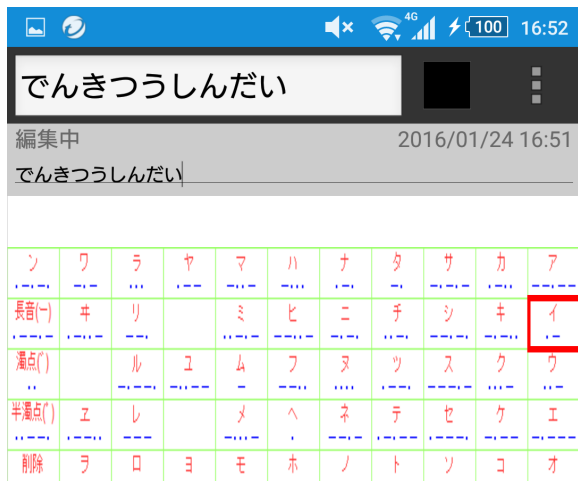 4G 100 16:52
でんきつうしんだい
編集中 2016/01/24 16:51
でんきつうしんだい
ン ワ ラ ヤ マ ハ ナ タ サ カ ア
.-.-. -.- ... .-- -..- -... .-. -. -.-.- .-.. --.--
長音(ー) ヰ リ ミ ヒ ニ チ シ キ イ
.--.- .-..- --. ..-.- --..- -.-. ..-. --.-. -.-.. .-
濁点(゛) ル ユ ム フ ヌ ツ ス ク ウ
.. -.--. -..-- - --.. .... .--. ---.- ...- ..-
半濁点(゜) ヱ レ メ ヘ ネ テ セ ケ エ
..--. .--.. --- -...- . --.- .-.-- .---. -.-- -.---
削除 ヲ ロ ヨ モ ホ ノ ト ソ コ オ